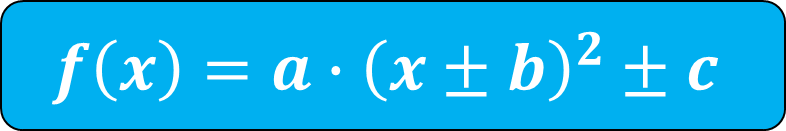 f(x) = a · (x ± b)² ± c